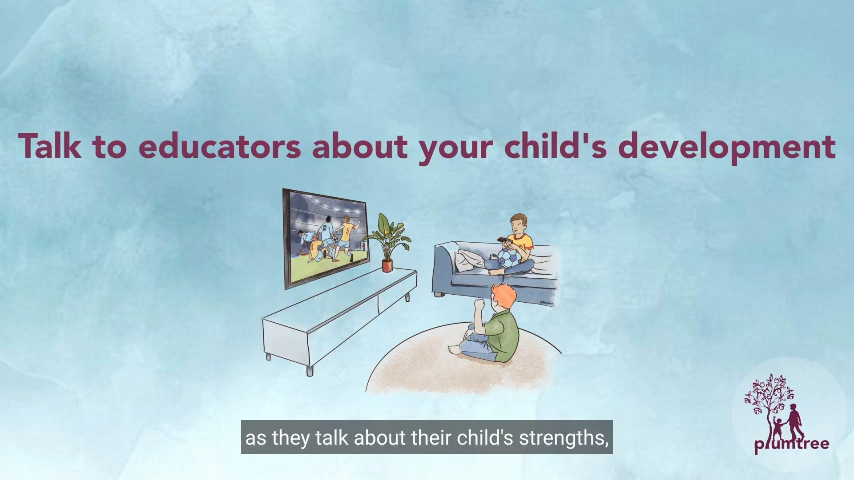 Talk to educators about your child's development
as they talk about their child's strengths,
plumtree